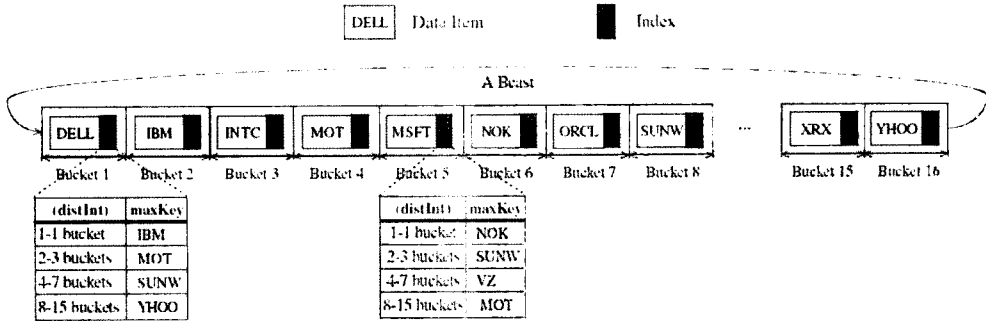 DELL Data Item Index
A Bcast
DELL IBM INTC MOT MSFT NOK ORCL SUNW ... XRX YHOO
Bucket 1 Bucket 2 Bucket 3 Bucket 4 Bucket 5 Bucket 6 Bucket 7 Bucket 8 Bucket 15 Bucket 16
(distInt) maxKey
1-1 bucket IBM
2-3 buckets MOT
4-7 buckets SUNW
8-15 buckets YHOO
(distInt) maxKey
1-1 bucket NOK
2-3 buckets SUNW
4-7 buckets VZ
8-15 buckets MOT